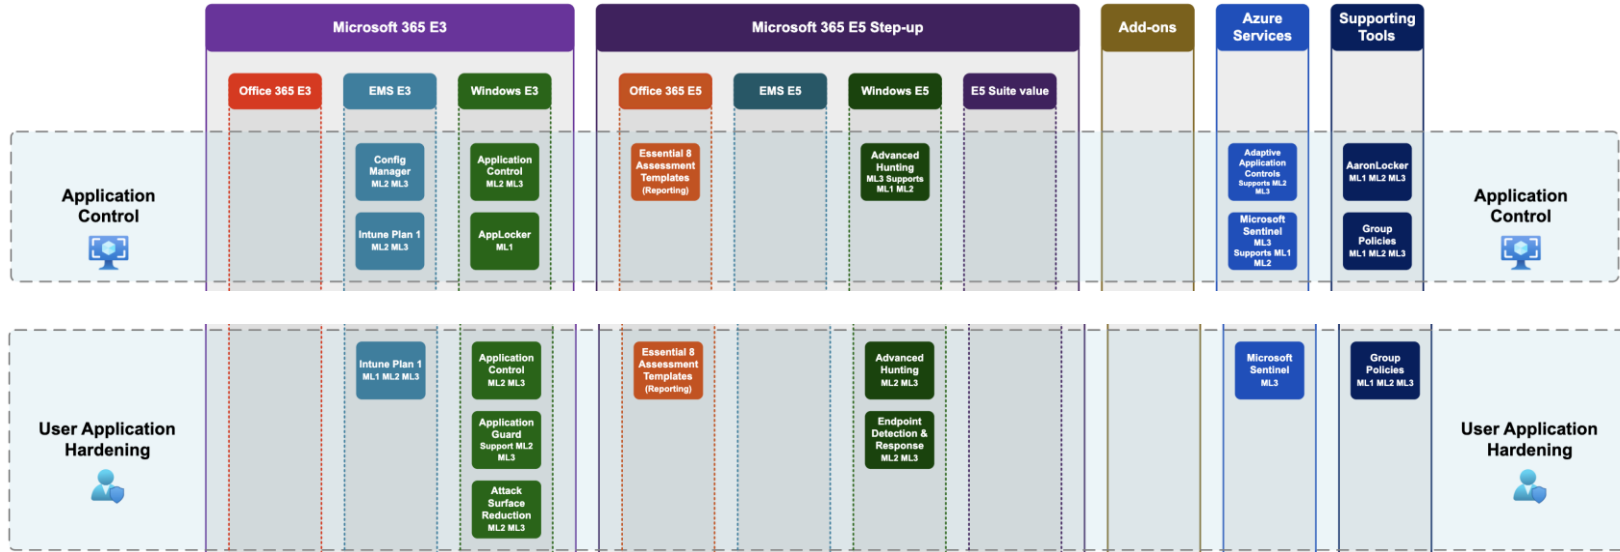 Microsoft 365 E3
Microsoft 365 E5 Step-up
Add-ons
Azure
Services
Supporting
Tools
Office 365 E3
EMS E3
Windows E3
Office 365 E5
EMS E5
Windows E5
E5 Suite value
Application
Control
Config
Manager
ML2 ML3
Application
Control
ML2 ML3
Essential 8
Assessment
Templates
(Reporting)
Advanced
Hunting
ML3 Supports
ML1 ML2
Adaptive
Application
Controls
Supports ML2
ML3
AaronLocker
ML1 ML2 ML3
Application
Control
Intune Plan 1
ML2 ML3
AppLocker
ML1
Microsoft
Sentinel
ML3
Supports ML1
ML2
Group
Policies
ML1 ML2 ML3
User Application
Hardening
Intune Plan 1
ML1 ML2 ML3
Application
Control
ML2 ML3
Essential 8
Assessment
Templates
(Reporting)
Advanced
Hunting
ML2 ML3
Microsoft
Sentinel
ML3
Group
Policies
ML1 ML2 ML3
User Application
Hardening
Application
Guard
Support ML2
ML3
Endpoint
Detection &
Response
ML2 ML3
Attack
Surface
Reduction
ML2 ML3